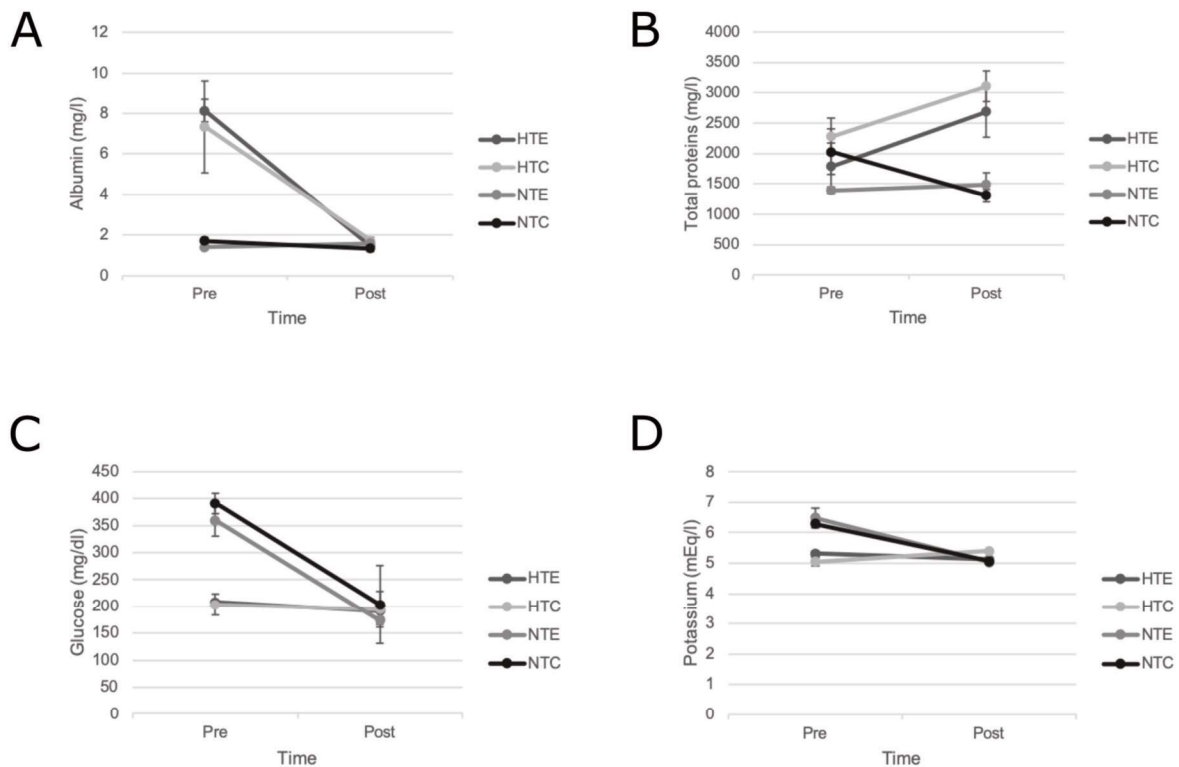 A
Albumin (mg/l)
12
10
8
6
4
2
0
Pre
Post
Time
HTE
HTC
NTE
NTC
B
Total proteins (mg/l)
4000
3500
3000
2500
2000
1500
1000
500
0
Pre
Post
Time
HTE
HTC
NTE
NTC
C
Glucose (mg/dl)
450
400
350
300
250
200
150
100
50
0
Pre
Post
Time
HTE
HTC
NTE
NTC
D
Potassium (mEq/l)
8
7
6
5
4
3
2
1
0
Pre
Post
Time
HTE
HTC
NTE
NTC